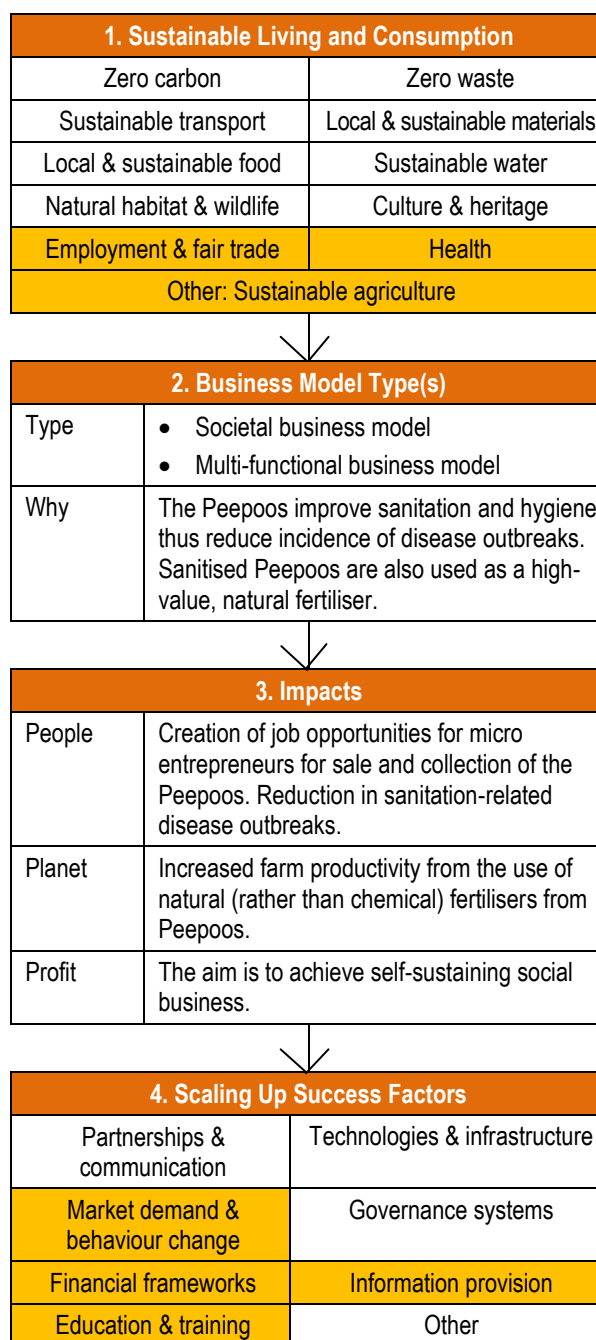 1. Sustainable Living and Consumption
Zero carbon Zero waste
Sustainable transport Local & sustainable materials
Local & sustainable food Sustainable water
Natural habitat & wildlife Culture & heritage
Employment & fair trade Health
Other: Sustainable agriculture
2. Business Model Type(s)
Type • Societal business model
• Multi-functional business model
Why The Peepoos improve sanitation and hygiene
thus reduce incidence of disease outbreaks.
Sanitised Peepoos are also used as a high-
value, natural fertiliser.
3. Impacts
People Creation of job opportunities for micro
entrepreneurs for sale and collection of the
Peepoos. Reduction in sanitation-related
disease outbreaks.
Planet Increased farm productivity from the use of
natural (rather than chemical) fertilisers from
Peepoos.
Profit The aim is to achieve self-sustaining social
business.
4. Scaling Up Success Factors
Partnerships & Technologies & infrastructure
communication
Market demand & Governance systems
behaviour change
Financial frameworks Information provision
Education & training Other